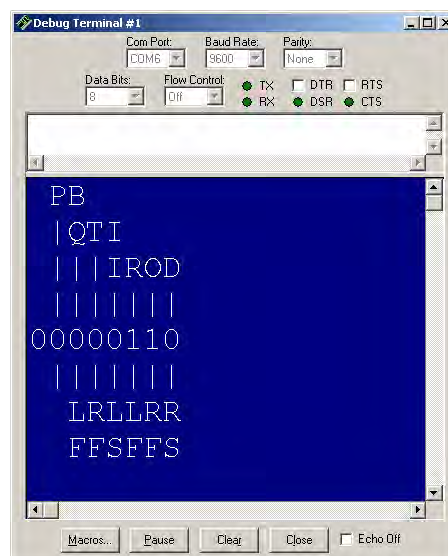 Debug Terminal #1
Com Port: Baud Rate: Parity:
COM6 9600 None
Data Bits: Flow Control: TX DTR RTS
8 Off RX DSR CTS
PB
|QTI
|||IROD
|||||||
00000110
|||||||
LRLLRR
FFSFFS
Macros... Pause Clear Close Echo Off